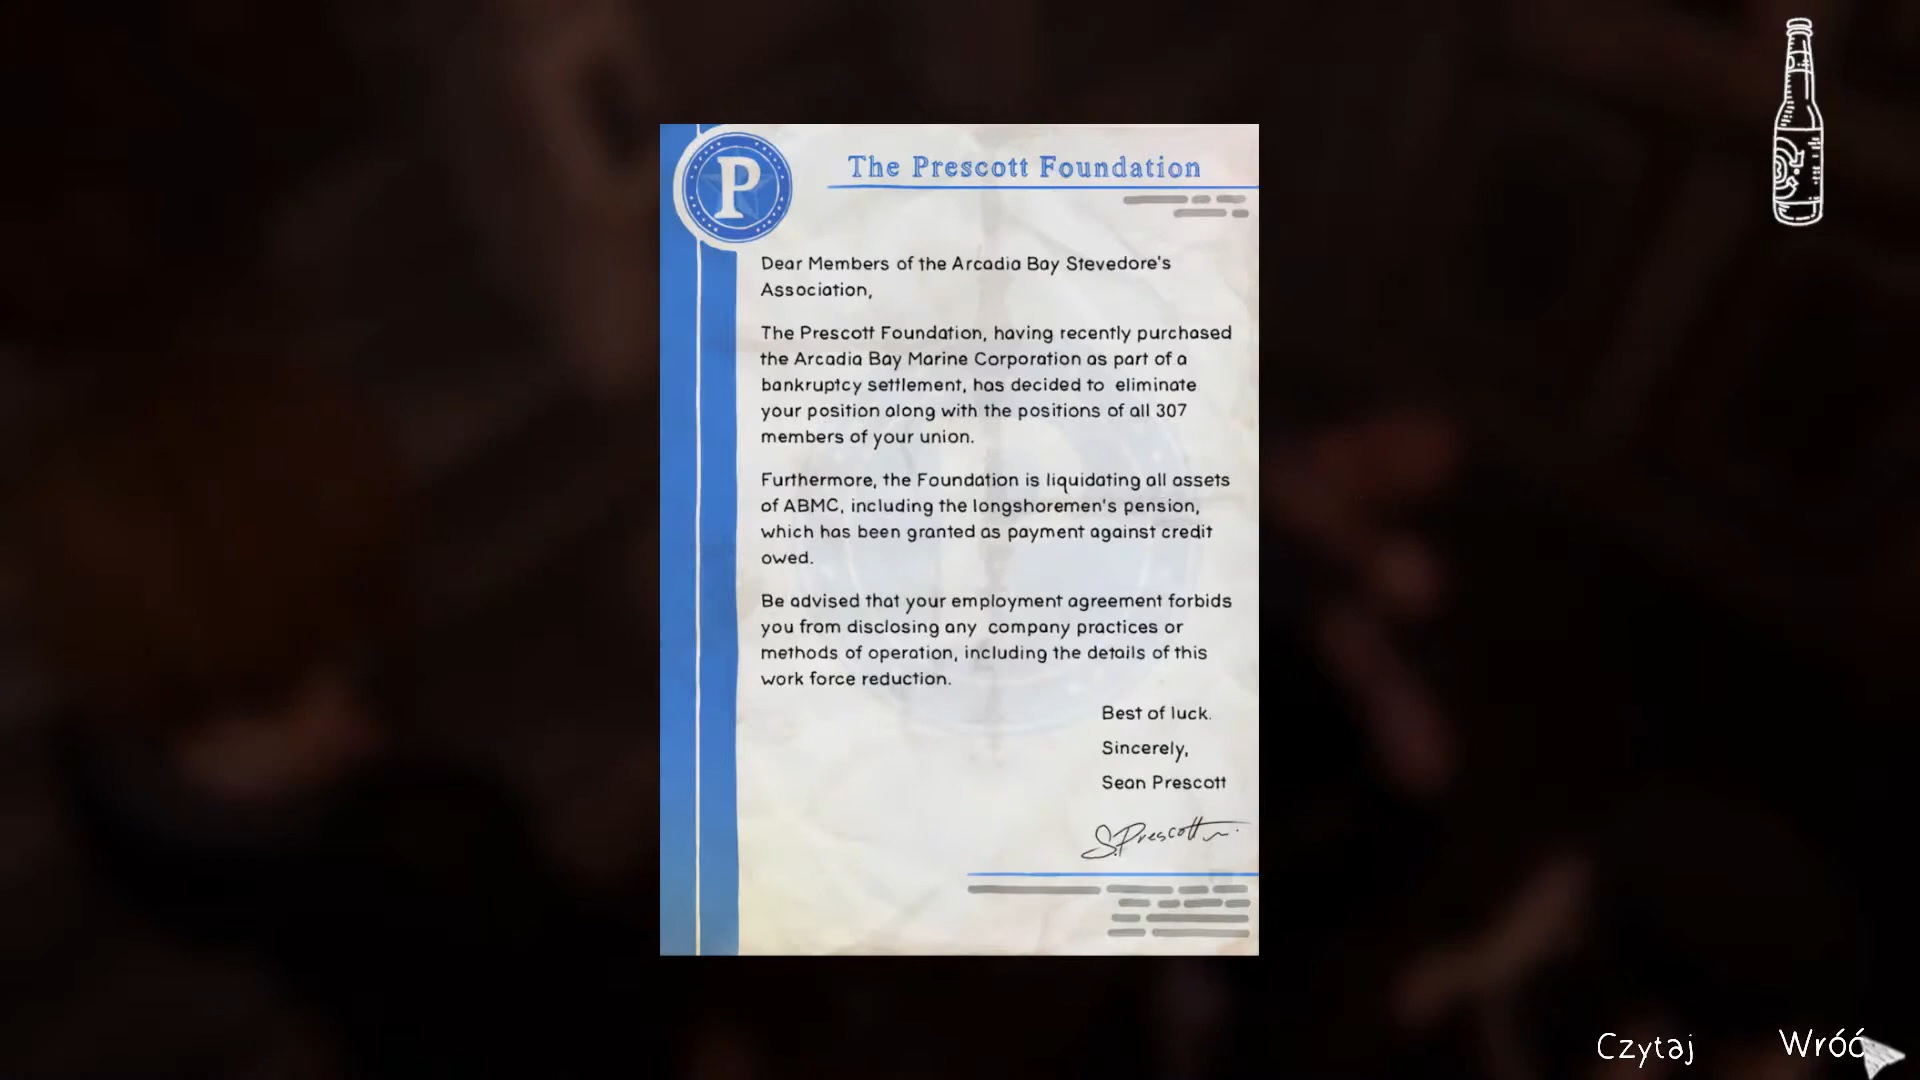 P
The Prescott Foundation
Dear Members of the Arcadia Bay Stevedore's
Association,
The Prescott Foundation, having recently purchased
the Arcadia Bay Marine Corporation as part of a
bankruptcy settlement, has decided to eliminate
your position along with the positions of all 307
members of your union.
Furthermore, the Foundation is liquidating all assets
of ABMC, including the longshoremen's pension,
which has been granted as payment against credit
owed.
Be advised that your employment agreement forbids
you from disclosing any company practices or
methods of operation, including the details of this
work force reduction.
Best of luck.
Sincerely,
Sean Prescott
S. Prescott
Czytaj
Wróć